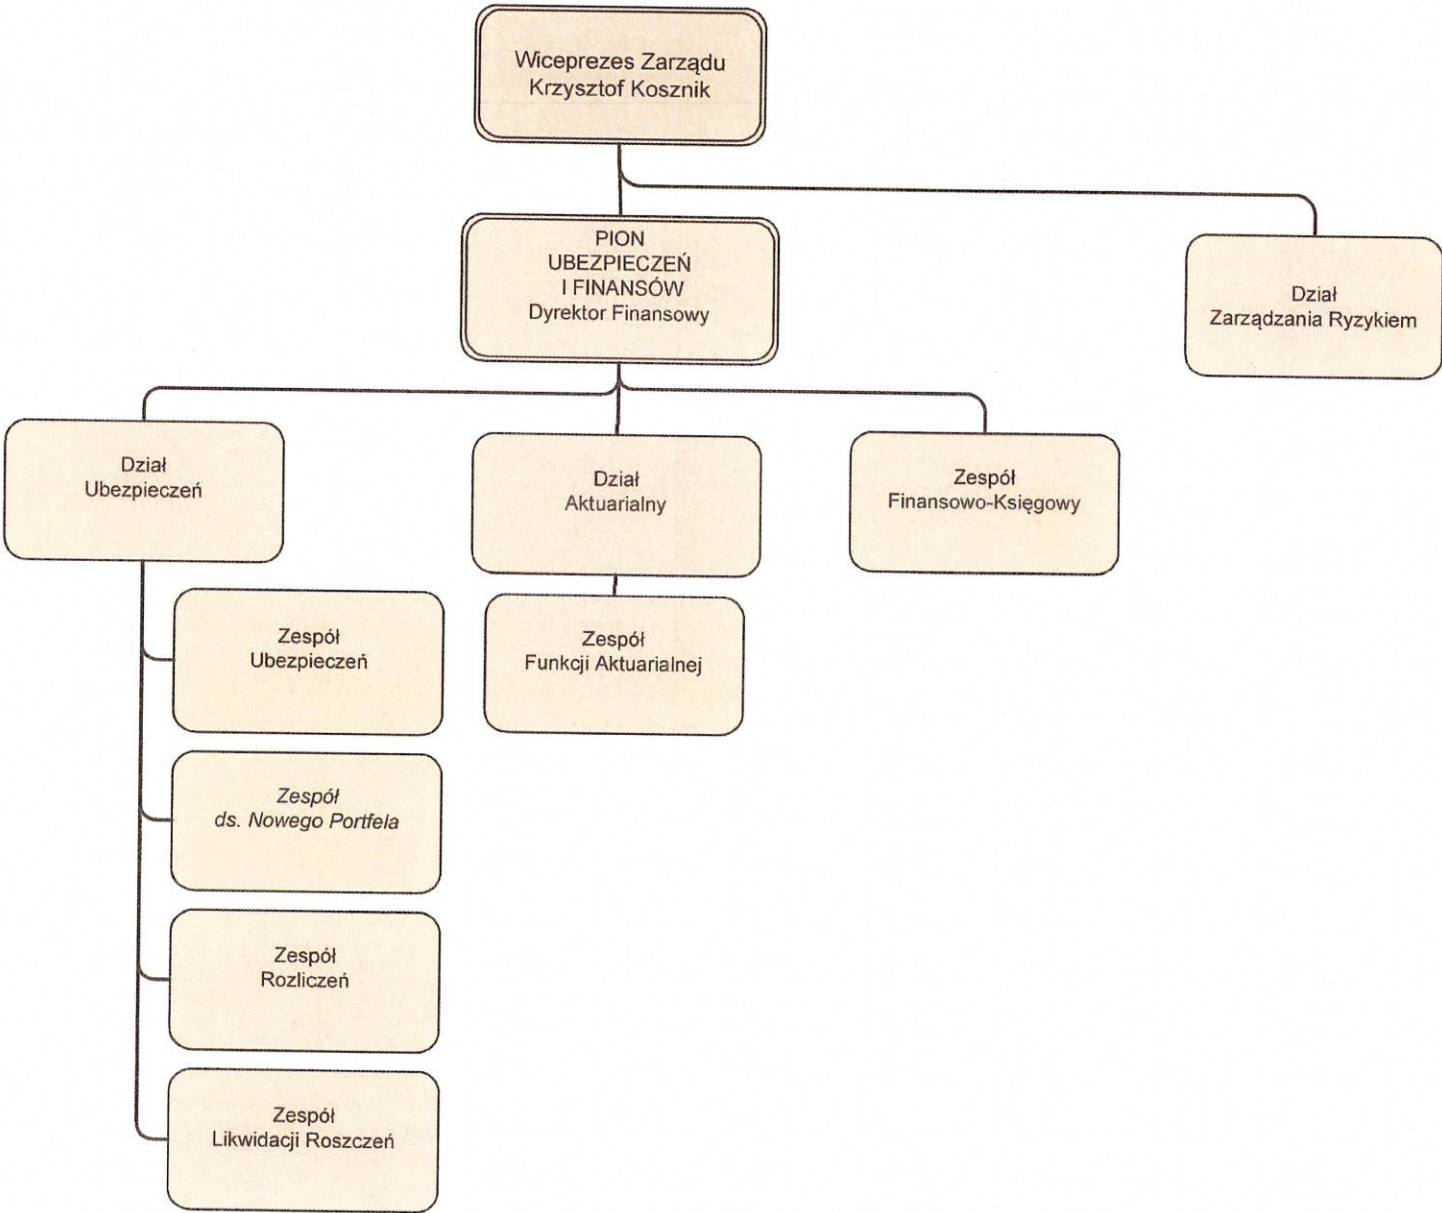 Wiceprezes Zarządu
Krzysztof Kosznik
PION
UBEZPIECZEŃ
I FINANSÓW
Dyrektor Finansowy
Dział
Zarządzania Ryzykiem
Dział
Ubezpieczeń
Dział
Aktuarialny
Zespół
Finansowo-Księgowy
Zespół
Ubezpieczeń
Zespół
Funkcji Aktuarialnej
Zespół
ds. Nowego Portfela
Zespół
Rozliczeń
Zespół
Likwidacji Roszczeń